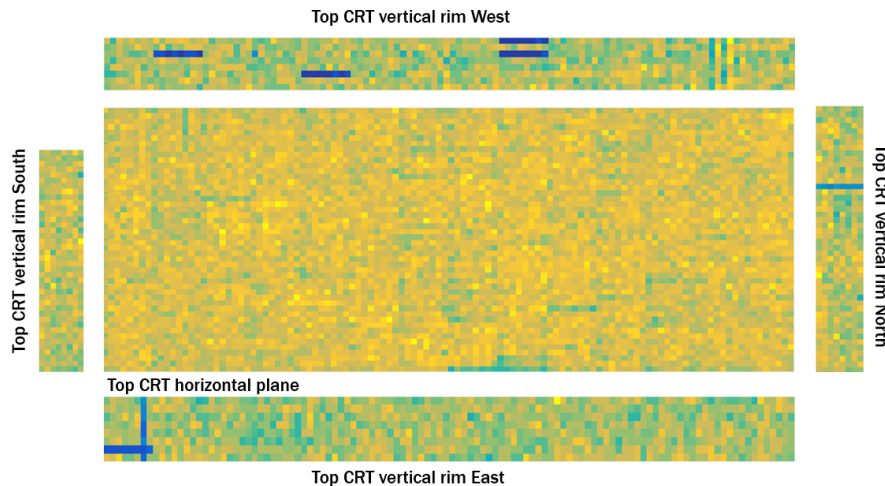 Top CRT vertical rim West
Top CRT vertical rim South
Top CRT vertical rim North
Top CRT horizontal plane
Top CRT vertical rim East